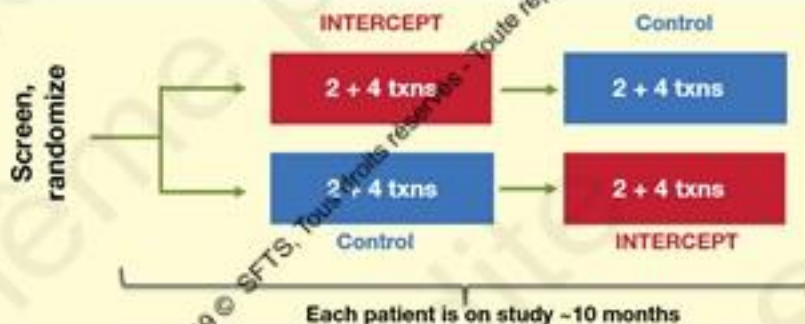 INTERCEPT
Control
Screen,
randomize
2 + 4 txns
2 + 4 txns
2 + 4 txns
2 + 4 txns
Control
INTERCEPT
Each patient is on study ~10 months
9 © SFTS, Tous droits réservés - Toute